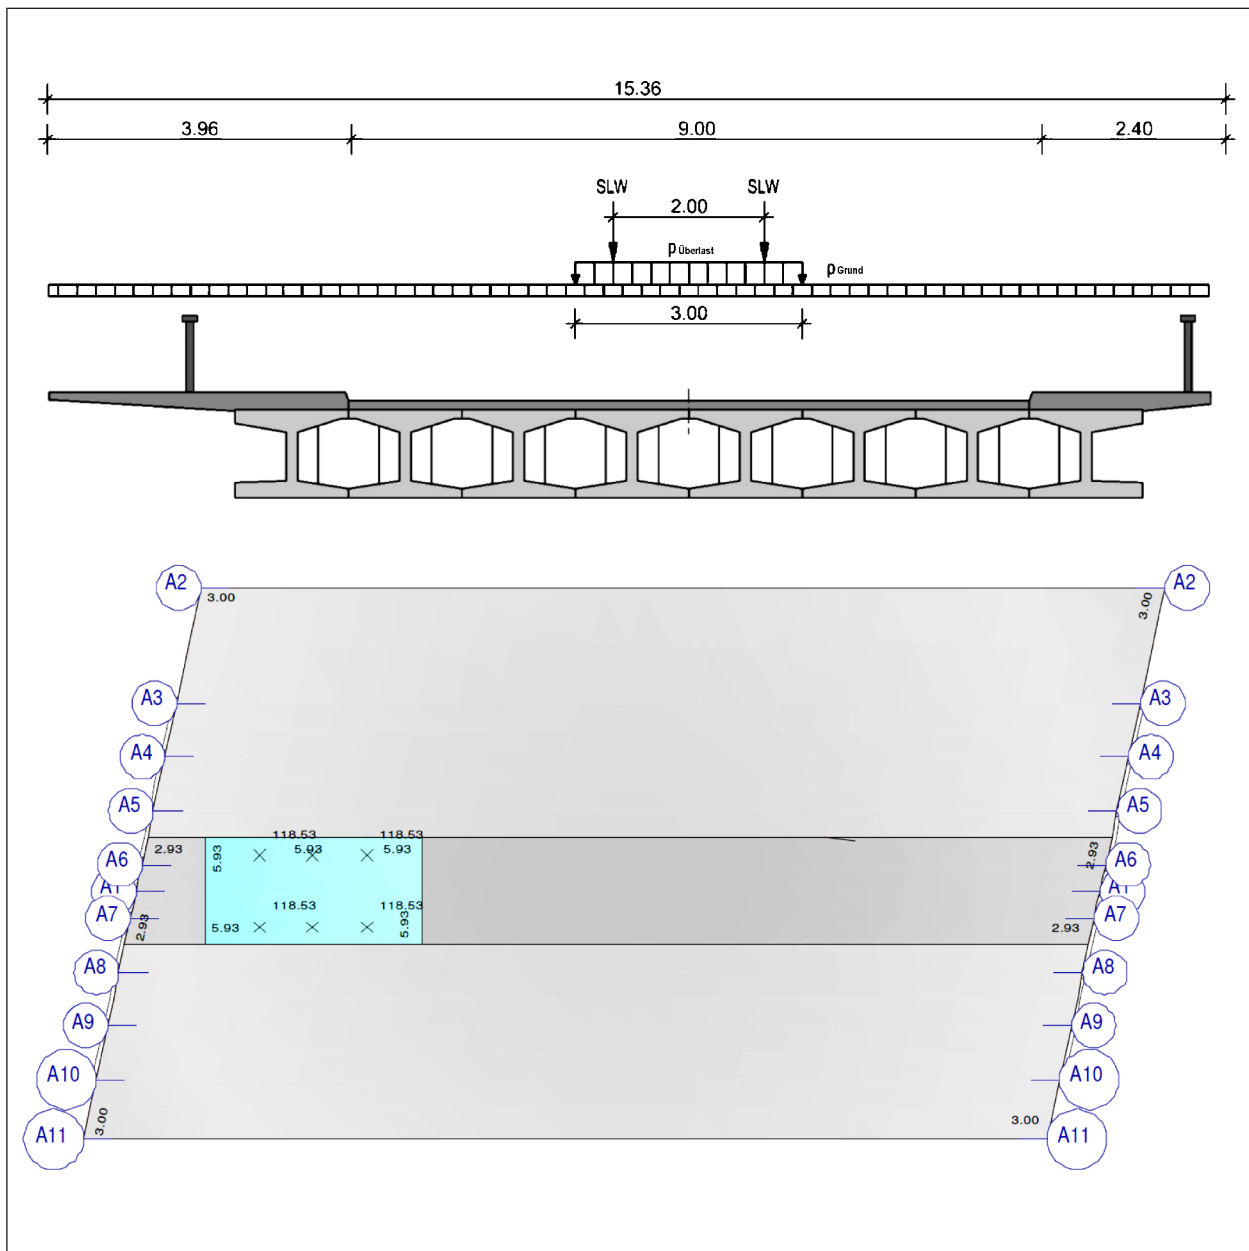 15.36
3.96 9.00 2.40
SLW SLW
2.00
p Überlast
p Grund
3.00
A2 A2
3.00 3.00
A3 A3
A4 A4
A5 A5
118.53 118.53
2.93 5.93 5.93 5.93 2.93
A6 A6
A1 A1
118.53 118.53
A7 A7
2.93 5.93 5.93 2.93
A8 A8
A9 A9
A10 A10
3.00 3.00
A11 A11